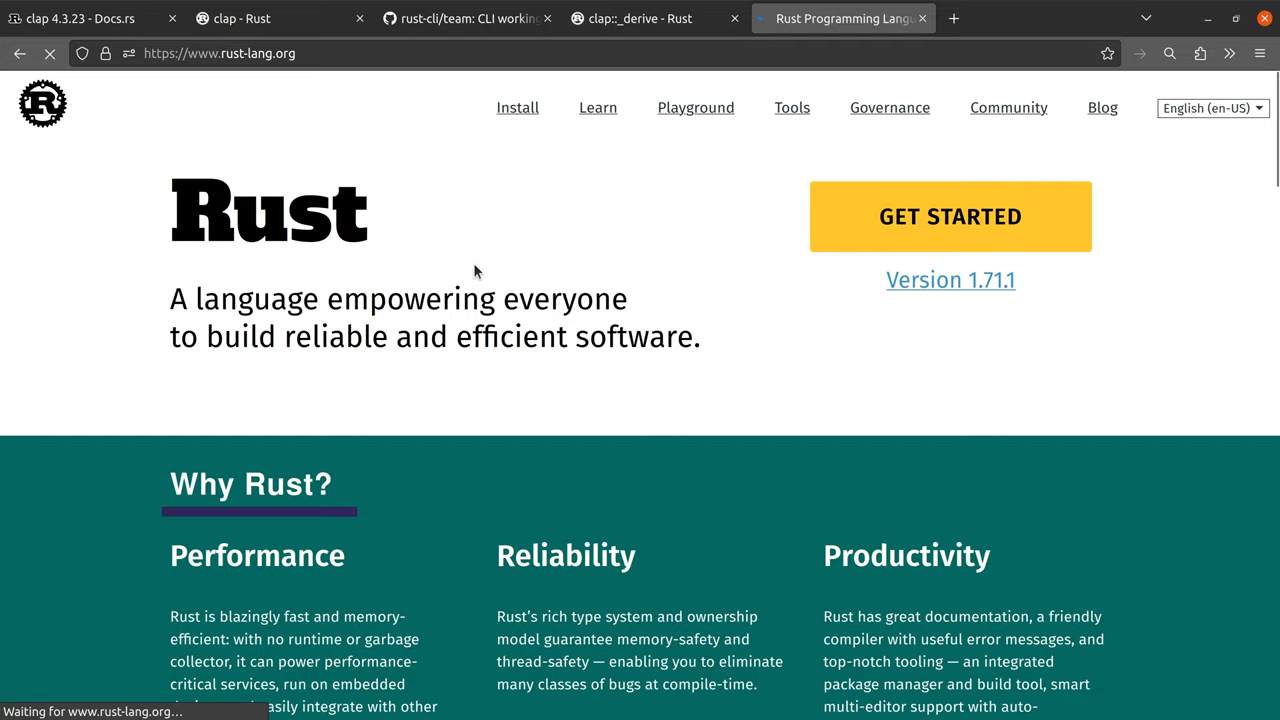 clap 4.3.23 - Docs.rs
clap - Rust
rust-cli/team: CLI working
clap::_derive - Rust
Rust Programming Langu
https://www.rust-lang.org
R
Install
Learn
Playground
Tools
Governance
Community
Blog
English (en-US)
Rust
GET STARTED
Version 1.71.1
A language empowering everyone
to build reliable and efficient software.
Why Rust?
Performance
Rust is blazingly fast and memory-
efficient: with no runtime or garbage
collector, it can power performance-
critical services, run on embedded
easily integrate with other
Reliability
Rust’s rich type system and ownership
model guarantee memory-safety and
thread-safety — enabling you to eliminate
many classes of bugs at compile-time.
Productivity
Rust has great documentation, a friendly
compiler with useful error messages, and
top-notch tooling — an integrated
package manager and build tool, smart
multi-editor support with auto-
Waiting for www.rust-lang.org…